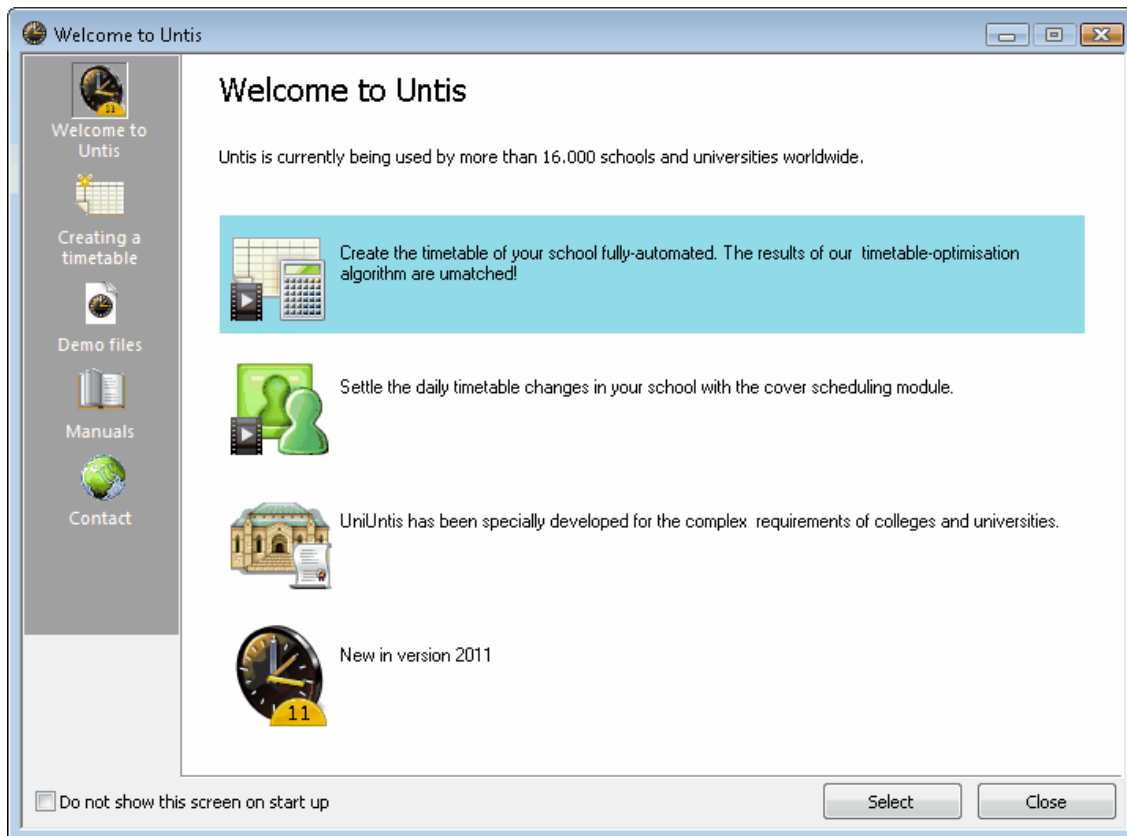 Welcome to Untis
Welcome to
Untis
Creating a
timetable
Demo files
Manuals
Contact
11
Welcome to Untis
Untis is currently being used by more than 16.000 schools and universities worldwide.
Create the timetable of your school fully-automated. The results of our timetable-optimisation
algorithm are umatched!
Settle the daily timetable changes in your school with the cover scheduling module.
UniUntis has been specially developed for the complex requirements of colleges and universities.
New in version 2011
11
Do not show this screen on start up
Select
Close